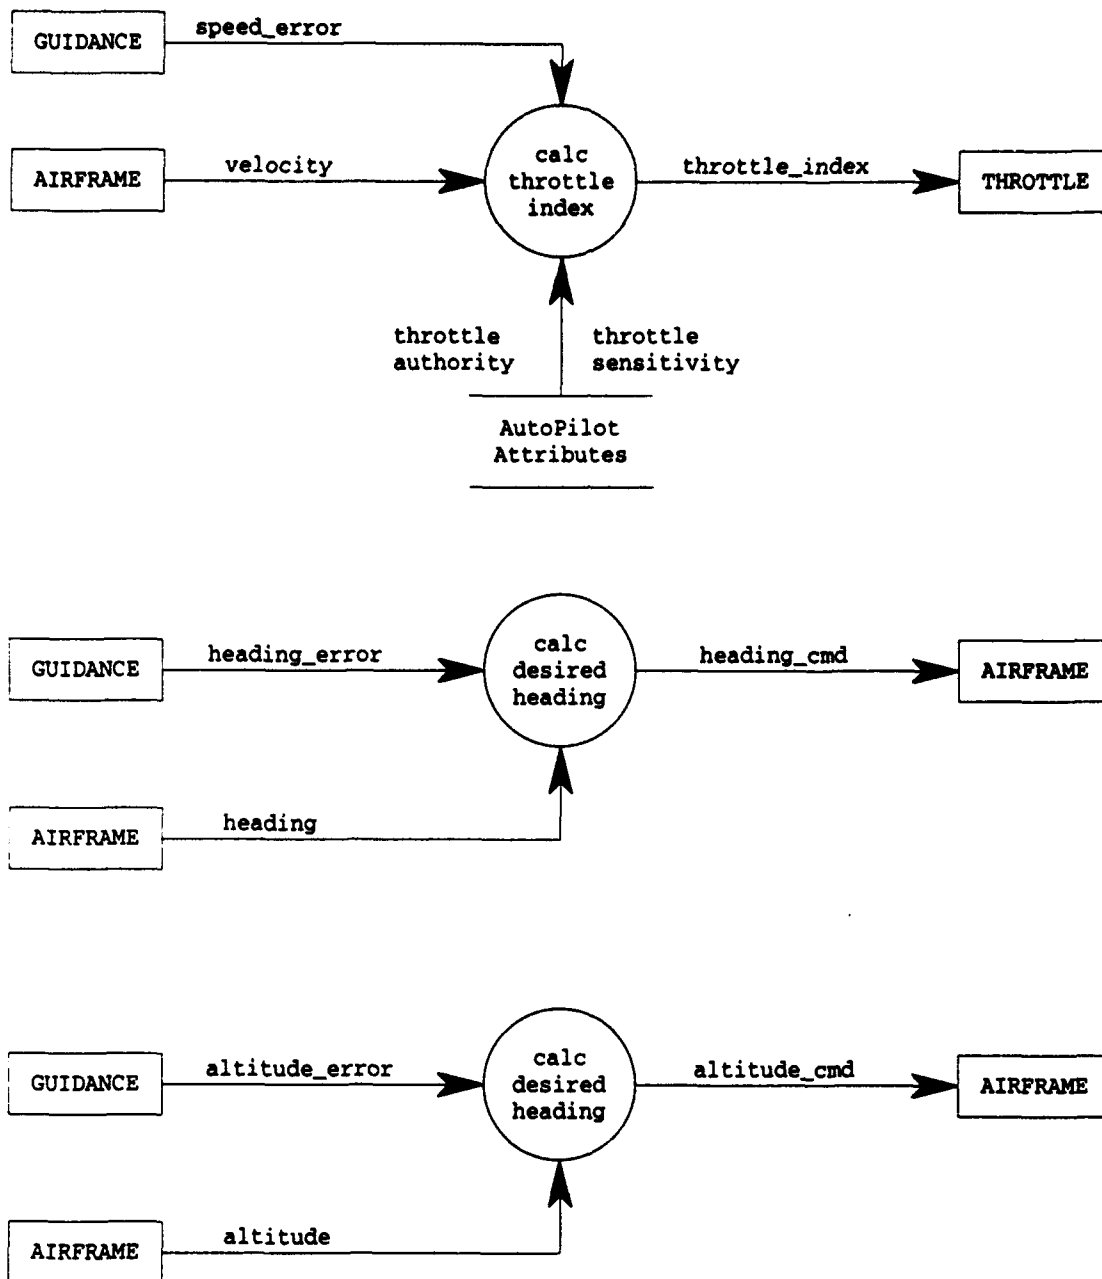 GUIDANCE
speed_error
AIRFRAME
velocity
calc
throttle
index
throttle_index
THROTTLE
throttle
authority
throttle
sensitivity
AutoPilot
Attributes
GUIDANCE
heading_error
calc
desired
heading
heading_cmd
AIRFRAME
AIRFRAME
heading
GUIDANCE
altitude_error
calc
desired
heading
altitude_cmd
AIRFRAME
AIRFRAME
altitude